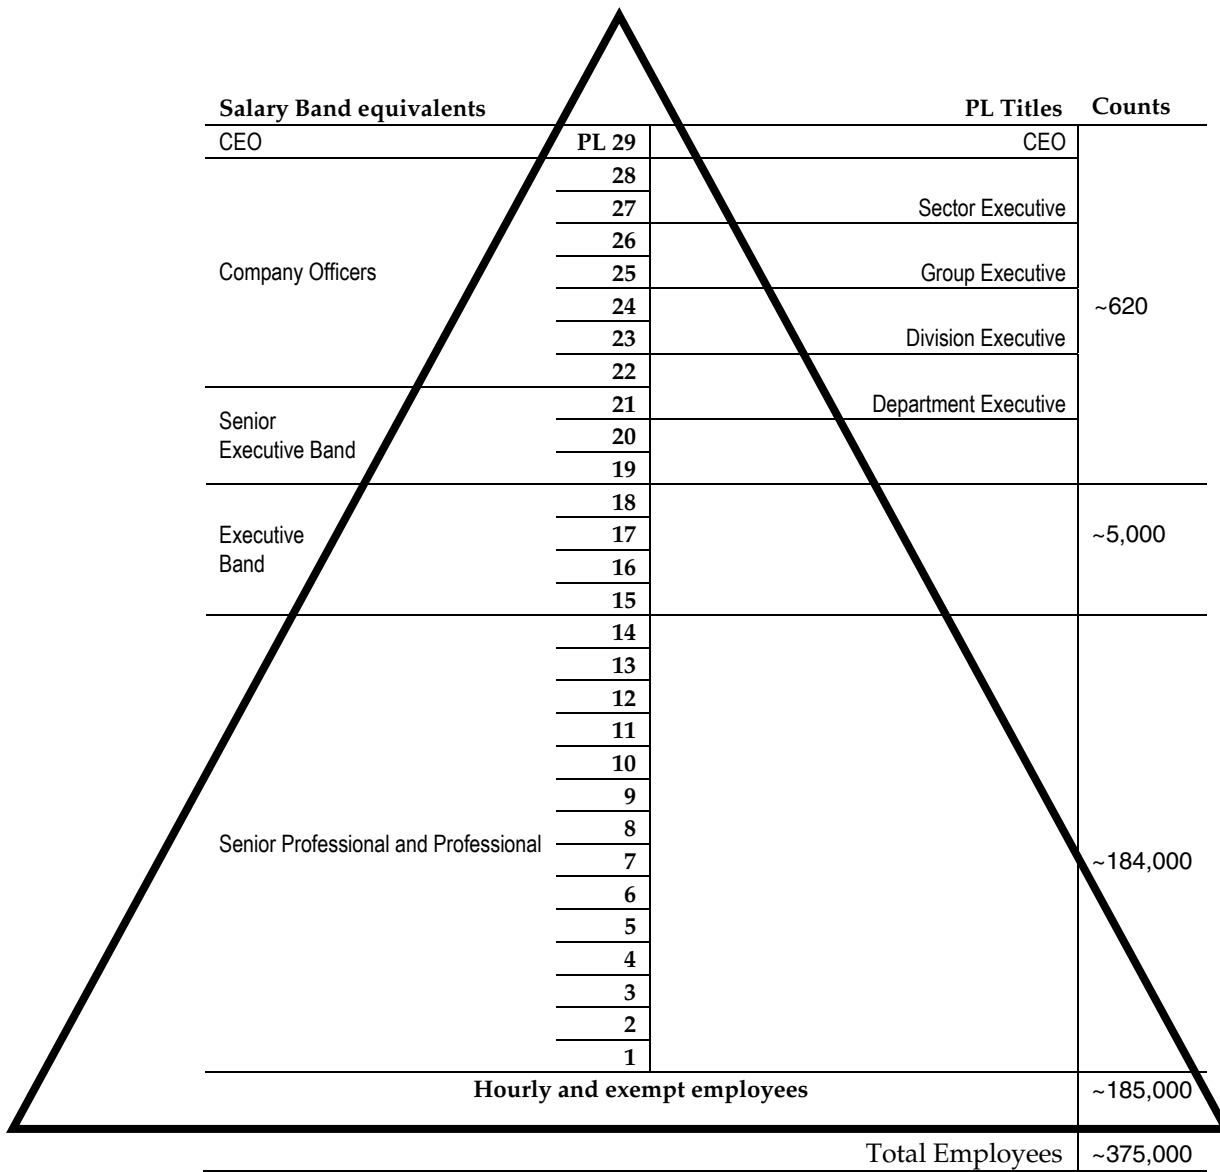 Salary Band equivalents PL Titles Counts
CEO PL 29 CEO
28
27 Sector Executive
26
Company Officers 25 Group Executive
24 ~620
23 Division Executive
22
21 Department Executive
Senior
Executive Band 20
19
18
Executive 17 ~5,000
Band 16
15
14
13
12
11
10
9
8
Senior Professional and Professional
7 ~184,000
6
5
4
3
2
1
Hourly and exempt employees ~185,000
Total Employees ~375,000